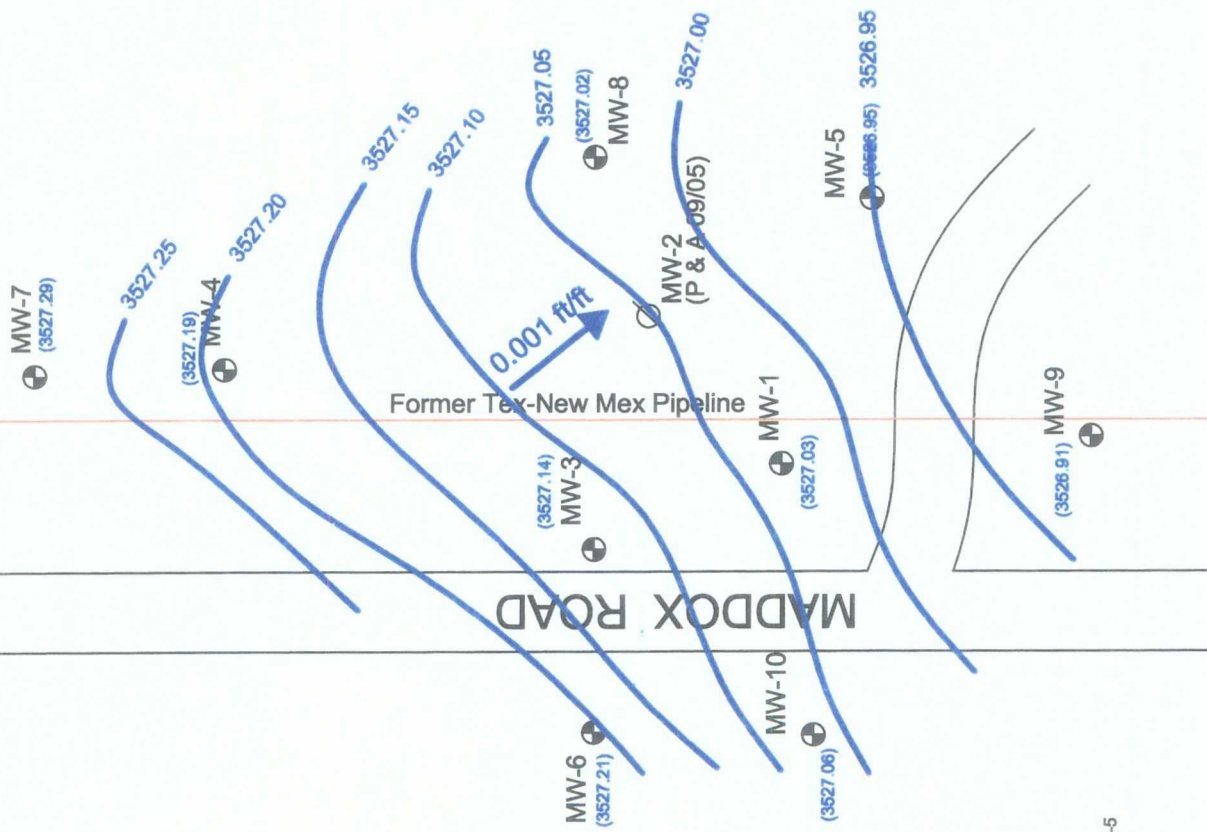 MW-7
(3527.29)
3527.25
3527.20
(3527.19)
MW-4
3527.15
3527.10
3527.05
(3527.02)
MW-8
3527.00
0.001 ft/ft
MW-2
(P & A 09/05)
MW-5
(3526.95) 3526.95
Former Tex-New Mex Pipeline
(3527.14)
MW-3
MW-1
(3527.03)
MW-9
(3526.91)
MADDOX ROAD
MW-6
(3527.21)
MW-10
(3527.06)
-5